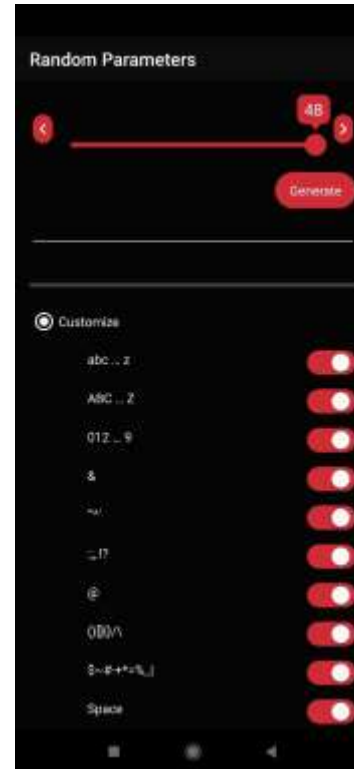 Random Parameters
48
Generate
Customize
abc ... z
ABC ... Z
012 ... 9
&
@
Space